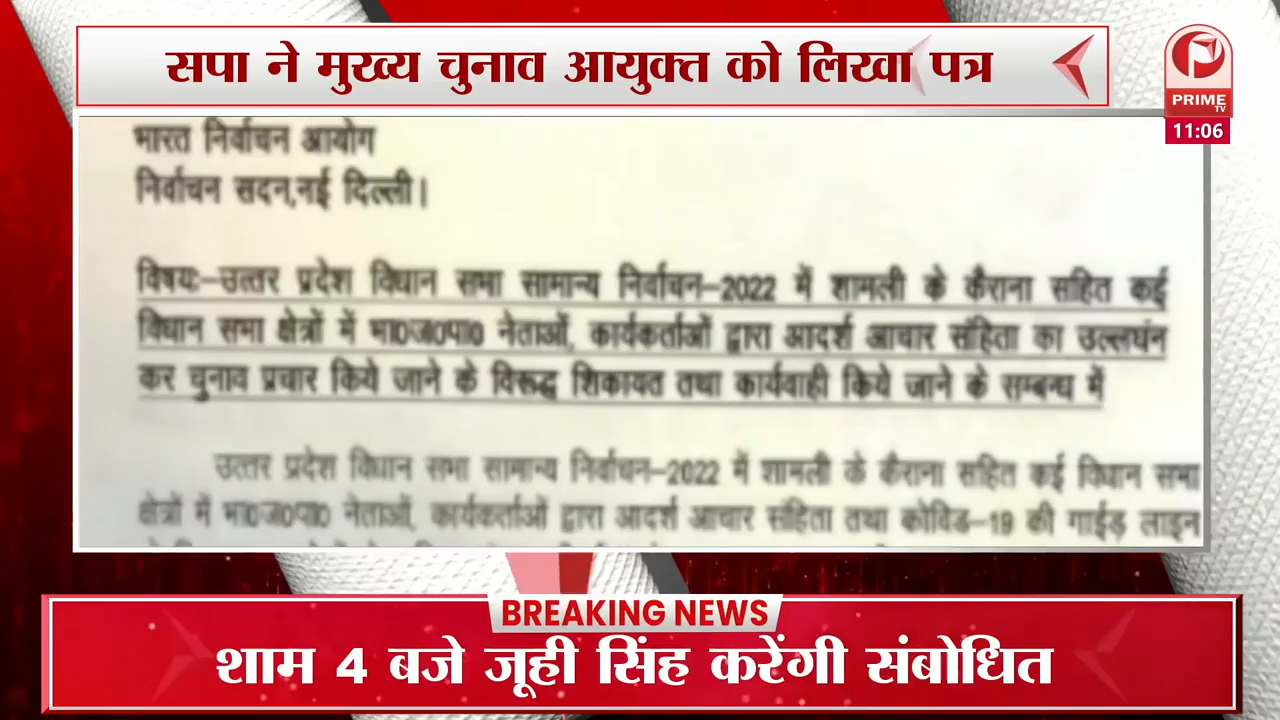 सपा ने मुख्य चुनाव आयुक्त को लिखा पत्र
PRIME
TV
11:06
भारत निर्वाचन आयोग
निर्वाचन सदन,नई दिल्ली।
विषय:-उत्तर प्रदेश विधान सभा सामान्य निर्वाचन-2022 में शामली के कैराना सहित कई
विधान सभा क्षेत्रों में भा0ज0पा0 नेताओं, कार्यकर्ताओं द्वारा आदर्श आचार संहिता का उल्लघंन
कर चुनाव प्रचार किये जाने के विरूद्ध शिकायत तथा कार्यवाही किये जाने के सम्बन्ध में
उत्तर प्रदेश विधान सभा सामान्य निर्वाचन-2022 में शामली के कैराना सहित कई विधान सभा
क्षेत्रों में भा0ज0पा0 नेताओं, कार्यकर्ताओं द्वारा आदर्श आचार संहिता तथा कोविड-19 की गाईड लाइन
BREAKING NEWS
शाम 4 बजे जूही सिंह करेंगी संबोधित